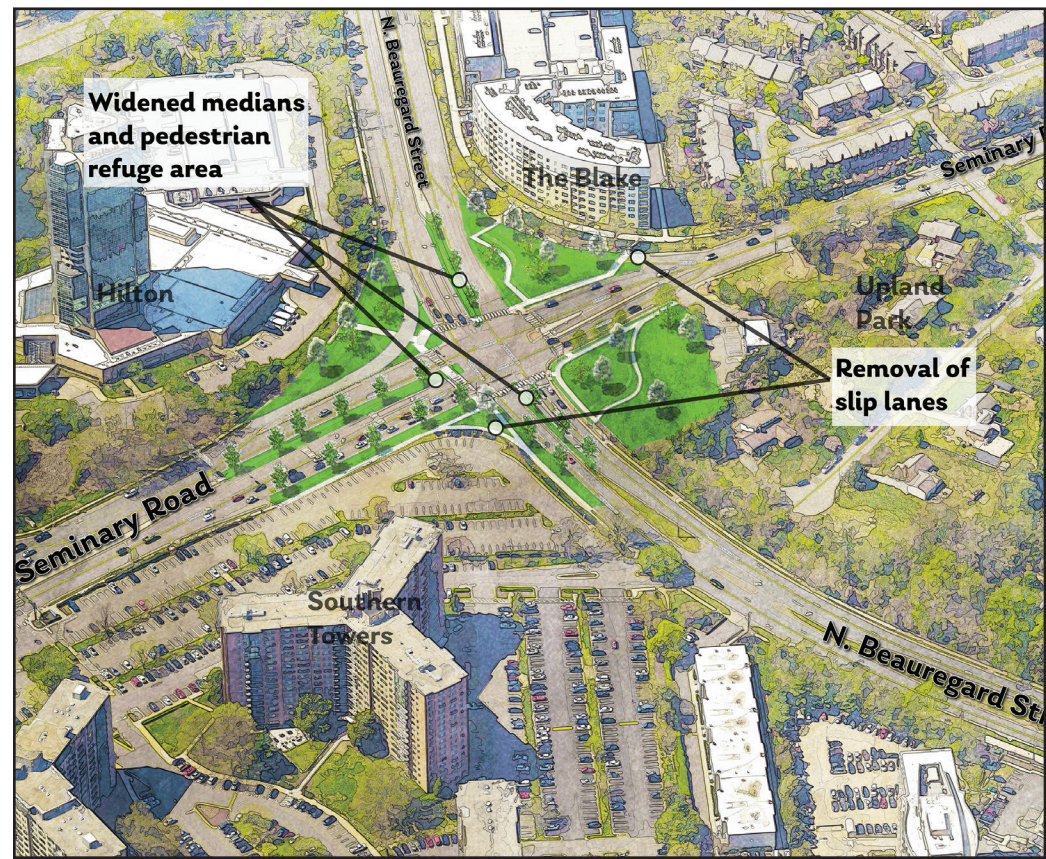 N. Beauregard Street
Widened medians
and pedestrian
refuge area
The Blake
Seminary
Hilton
Upland
Park
Removal of
slip lanes
Seminary Road
Southern
Towers
N. Beauregard St